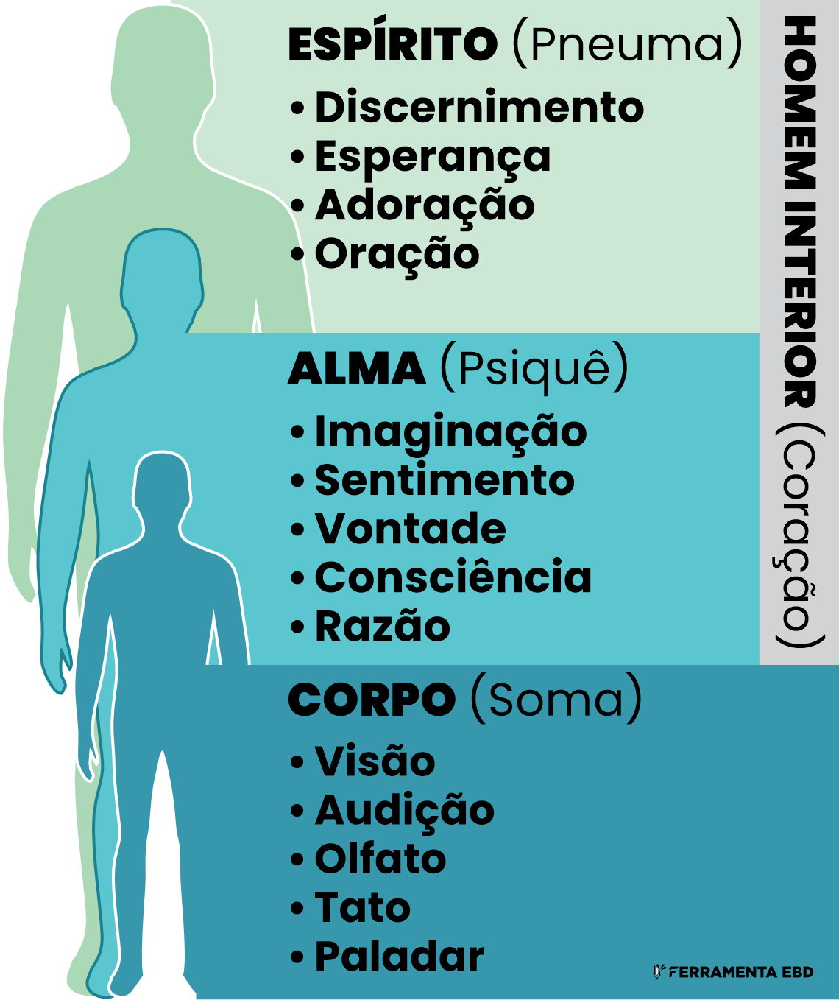 ESPÍRITO (Pneuma)
• Discernimento
• Esperança
• Adoração
• Oração
ALMA (Psiquê)
• Imaginação
• Sentimento
• Vontade
• Consciência
• Razão
CORPO (Soma)
• Visão
• Audição
• Olfato
• Tato
• Paladar
HOMEM INTERIOR (Coração)
FERRAMENTA EBD